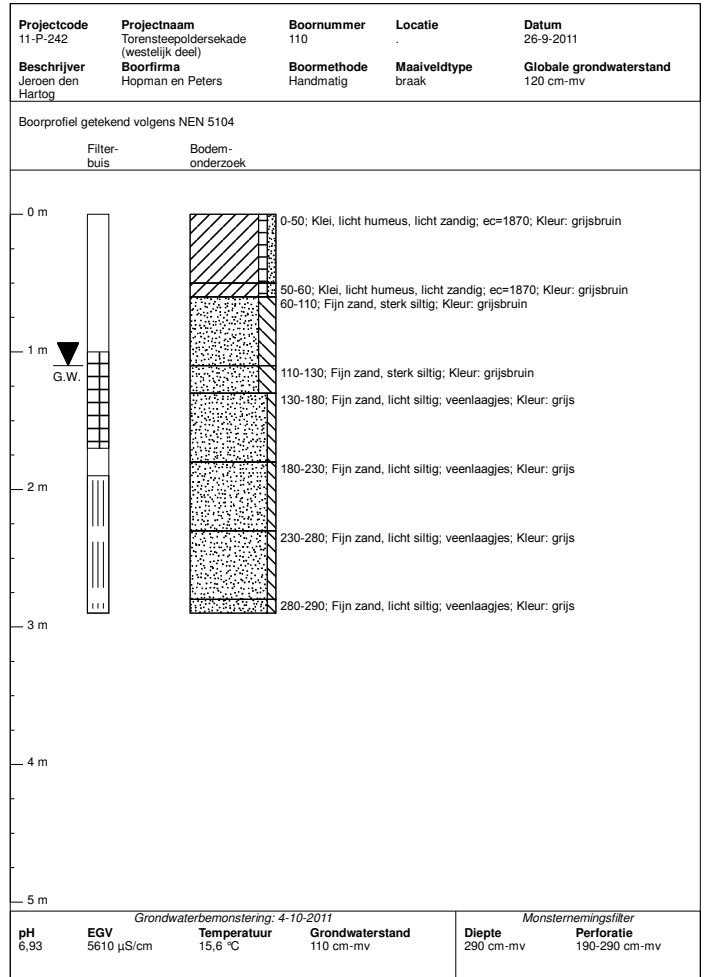 Projectcode Projectnaam Boornummer Locatie Datum
11-P-242 Torensteepoldersekade 110 . 26-9-2011
(westelijk deel)
Beschrijver Boorfirma Boormethode Maaiveldtype Globale grondwaterstand
Jeroen den Hopman en Peters Handmatig braak 120 cm-mv
Hartog
Boorprofiel getekend volgens NEN 5104
Filter- Bodem-
buis onderzoek
0 m
0-50; Klei, licht humeus, licht zandig; ec=1870; Kleur: grijsbruin
50-60; Klei, licht humeus, licht zandig; ec=1870; Kleur: grijsbruin
60-110; Fijn zand, sterk siltig; Kleur: grijsbruin
1 m
G.W.
110-130; Fijn zand, sterk siltig; Kleur: grijsbruin
130-180; Fijn zand, licht siltig; veenlaagjes; Kleur: grijs
180-230; Fijn zand, licht siltig; veenlaagjes; Kleur: grijs
2 m
230-280; Fijn zand, licht siltig; veenlaagjes; Kleur: grijs
280-290; Fijn zand, licht siltig; veenlaagjes; Kleur: grijs
3 m
4 m
5 m
Grondwaterbemonstering: 4-10-2011 Monsternemingsfilter
pH EGV Temperatuur Grondwaterstand Diepte Perforatie
6,93 5610 µS/cm 15,6 °C 110 cm-mv 290 cm-mv 190-290 cm-mv